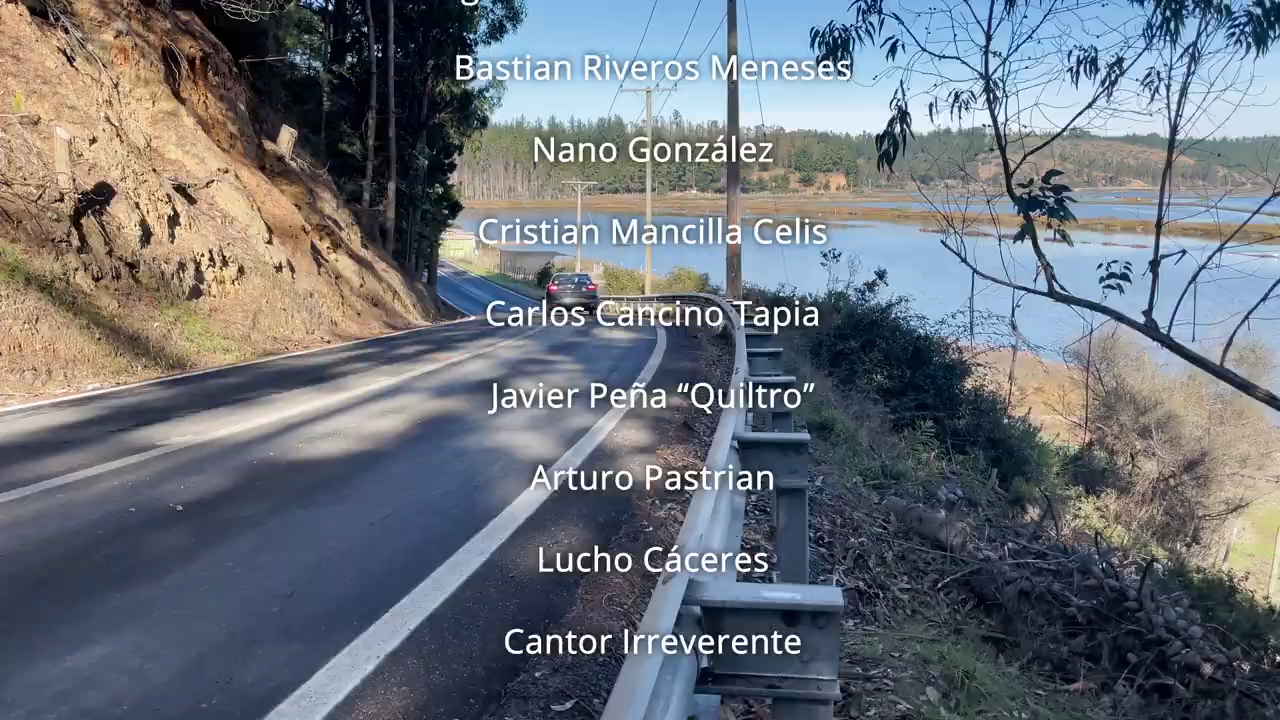 Bastian Riveros Meneses
Nano González
Cristian Mancilla Celis
Carlos Cancino Tapia
Javier Peña “Quiltro”
Arturo Pastrian
Lucho Cáceres
Cantor Irreverente